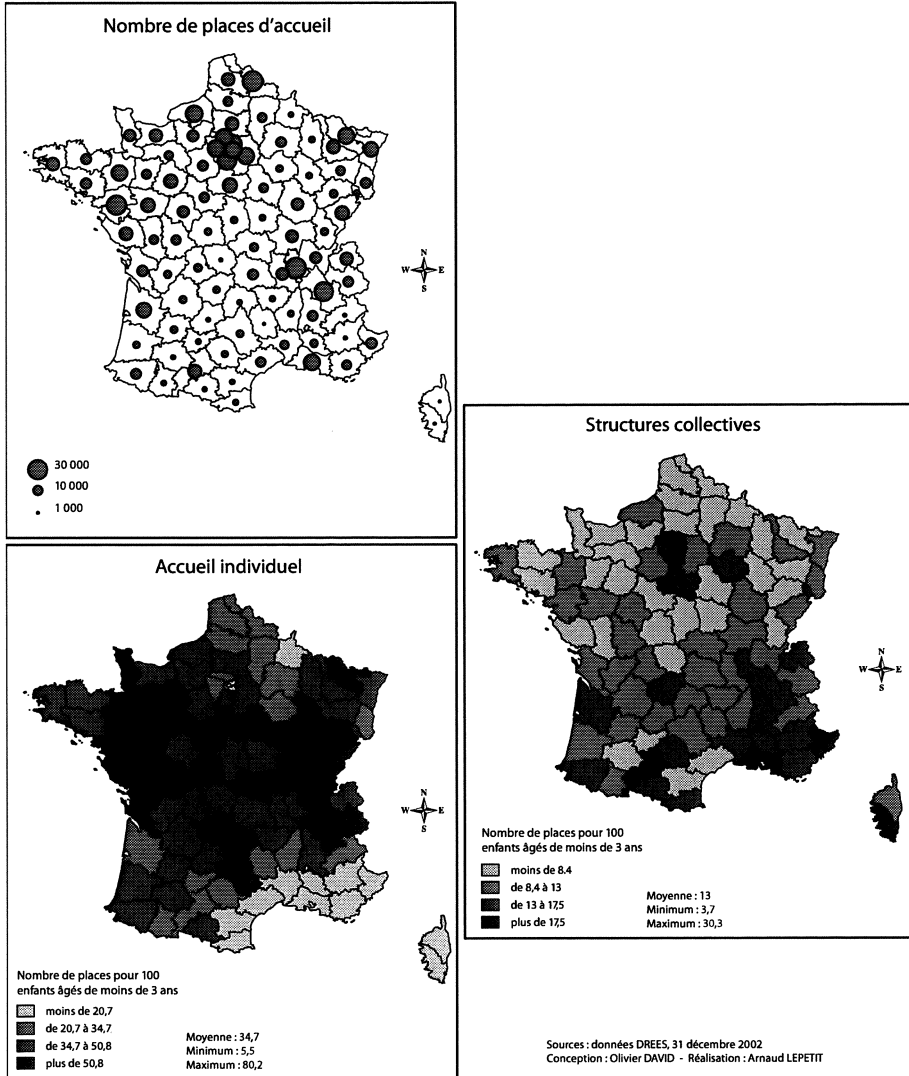 Nombre de places d'accueil
N
W E
S
30 000
10 000
1 000
Accueil individuel
N
W E
S
Nombre de places pour 100
enfants âgés de moins de 3 ans
moins de 20,7
de 20,7 à 34,7
de 34,7 à 50,8
plus de 50,8
Moyenne : 34,7
Minimum : 5,5
Maximum : 80,2
Structures collectives
N
W E
S
Nombre de places pour 100
enfants âgés de moins de 3 ans
moins de 8.4
de 8,4 à 13
de 13 à 17,5
plus de 17,5
Moyenne : 13
Minimum : 3,7
Maximum : 30,3
Sources : données DREES, 31 décembre 2002
Conception : Olivier DAVID - Réalisation : Arnaud LEPETIT